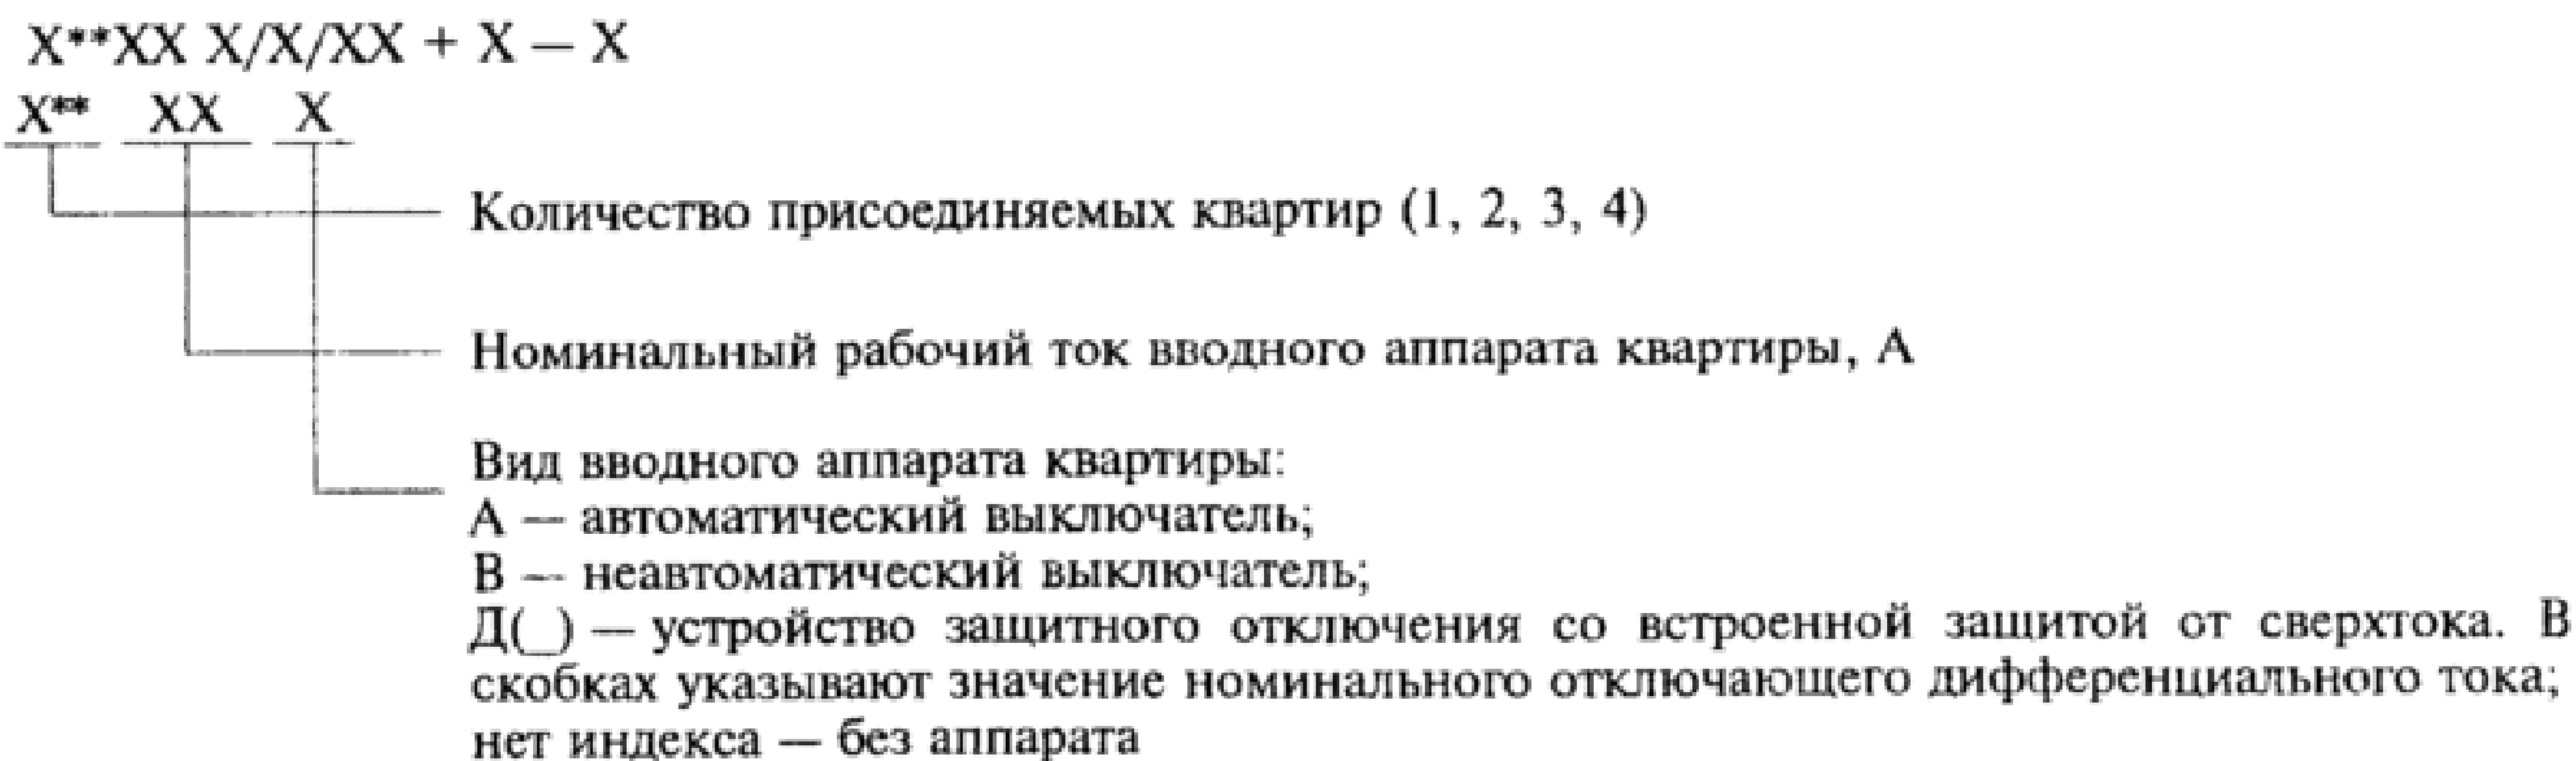 X**XX X/X/XX + X — X
X** XX X
Количество присоединяемых квартир (1, 2, 3, 4)
Номинальный рабочий ток вводного аппарата квартиры, А
Вид вводного аппарата квартиры:
А — автоматический выключатель;
В — неавтоматический выключатель;
Д(_) — устройство защитного отключения со встроенной защитой от сверхтока. В
скобках указывают значение номинального отключающего дифференциального тока;
нет индекса — без аппарата